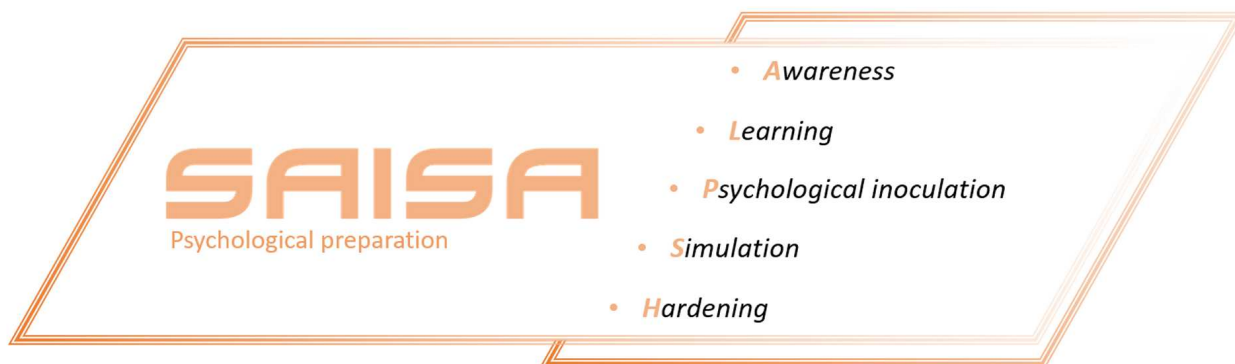 • Awareness
• Learning
SAISA
• Psychological inoculation
Psychological preparation
• Simulation
• Hardening